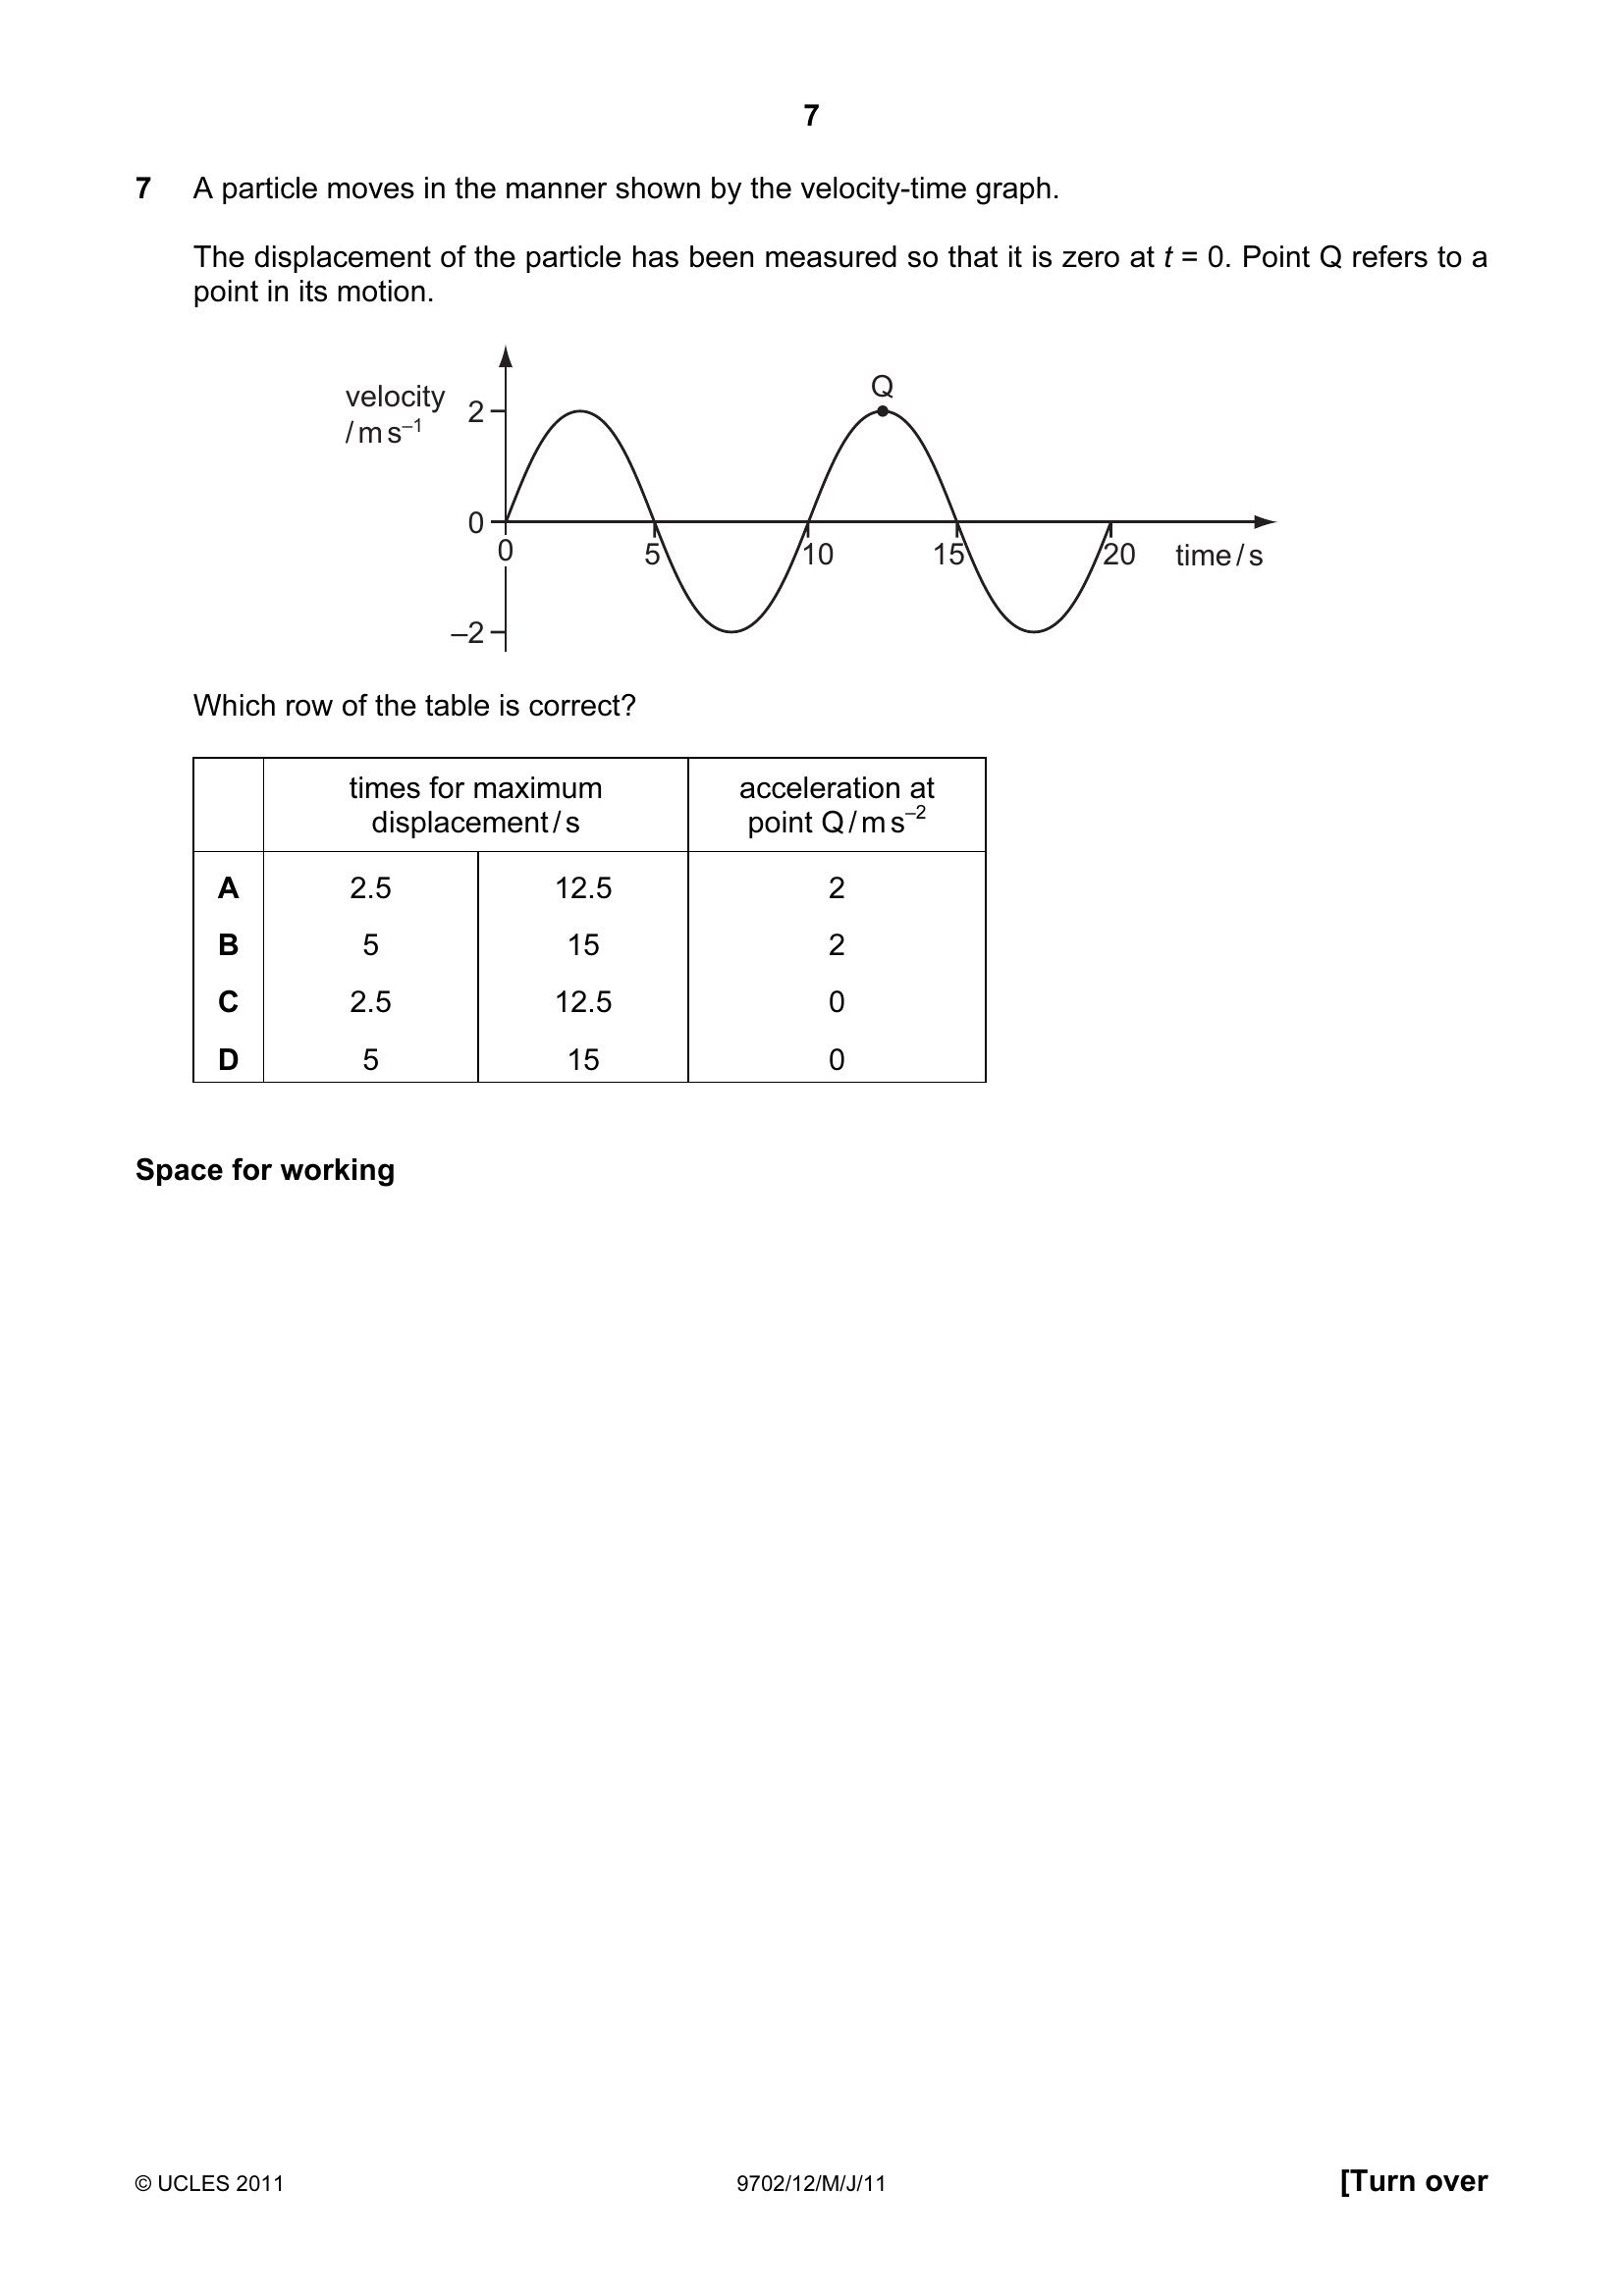 7
7 A particle moves in the manner shown by the velocity-time graph.
The displacement of the particle has been measured so that it is zero at t = 0. Point Q refers to a
point in its motion.
velocity
/ m s⁻¹
Q
2
0
0
5
10
15
20
time / s
–2
Which row of the table is correct?
times for maximum
displacement / s
acceleration at
point Q / m s⁻²
A 2.5 12.5 2
B 5 15 2
C 2.5 12.5 0
D 5 15 0
Space for working
© UCLES 2011 9702/12/M/J/11 [Turn over